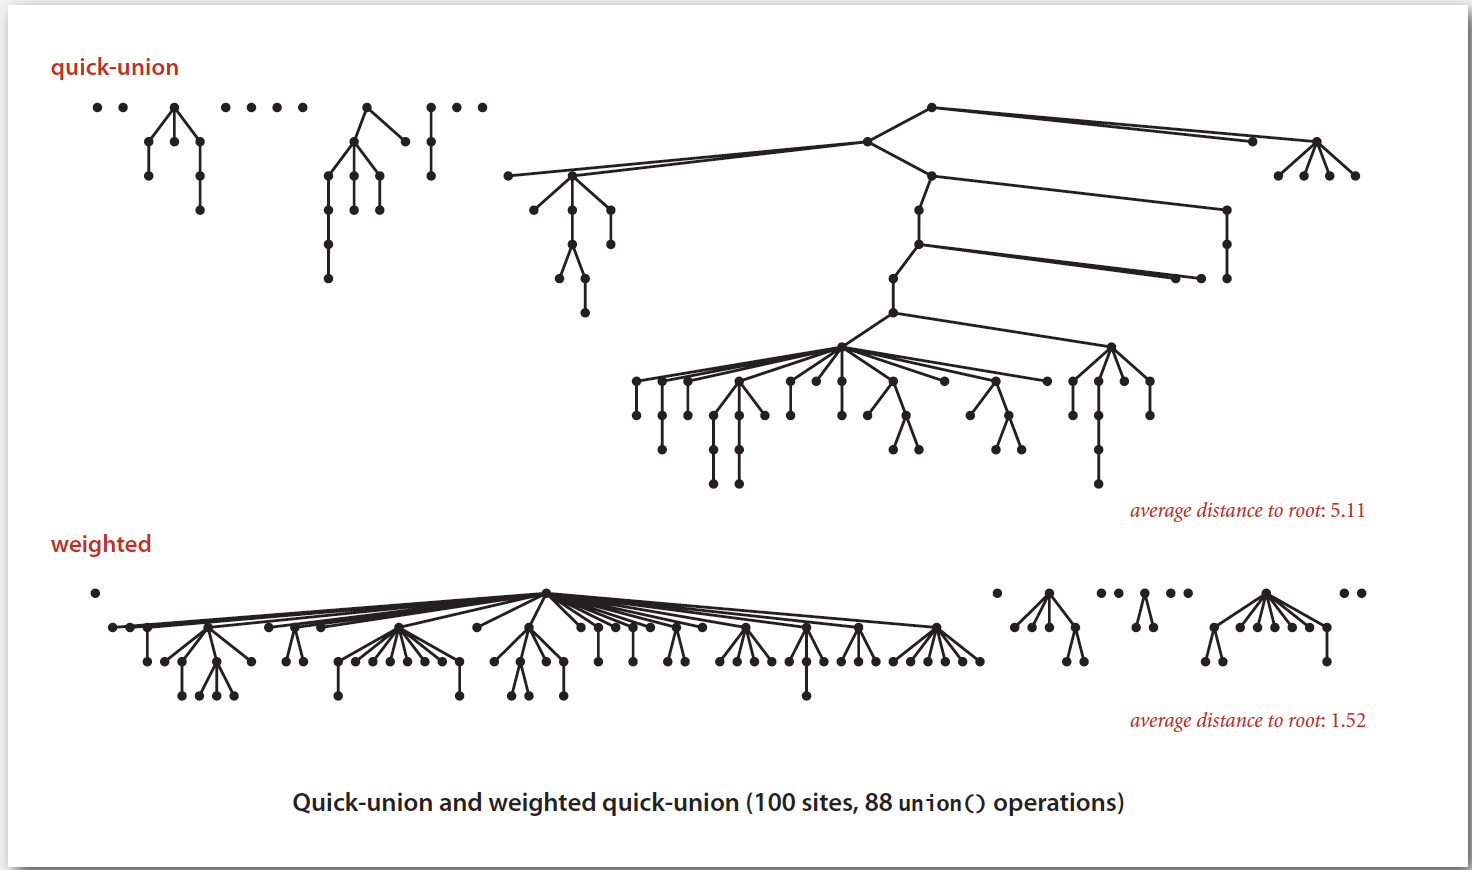 quick-union
average distance to root: 5.11
weighted
average distance to root: 1.52
Quick-union and weighted quick-union (100 sites, 88 union() operations)